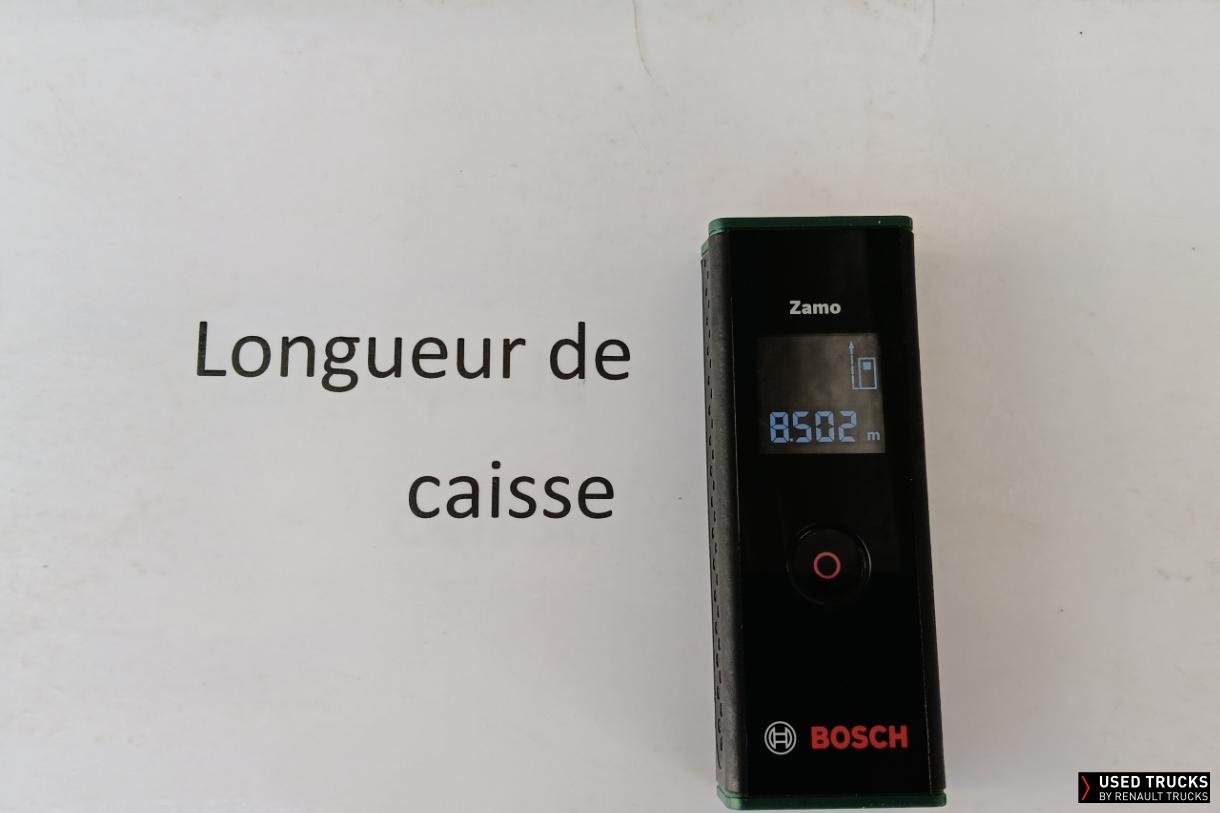 Longueur de
caisse
Zamo
8.502 m
BOSCH
USED TRUCKS
BY RENAULT TRUCKS